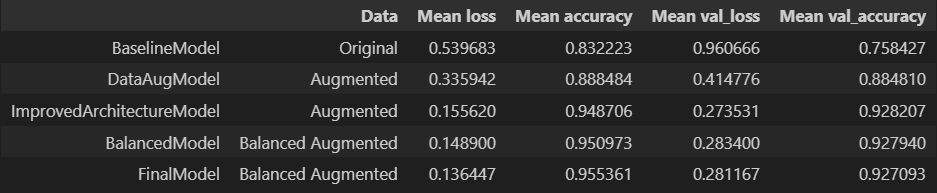 Data Mean loss Mean accuracy Mean val_loss Mean val_accuracy
BaselineModel Original 0.539683 0.832223 0.960666 0.758427
DataAugModel Augmented 0.335942 0.888484 0.414776 0.884810
ImprovedArchitectureModel Augmented 0.155620 0.948706 0.273531 0.928207
BalancedModel Balanced Augmented 0.148900 0.950973 0.283400 0.927940
FinalModel Balanced Augmented 0.136447 0.955361 0.281167 0.927093